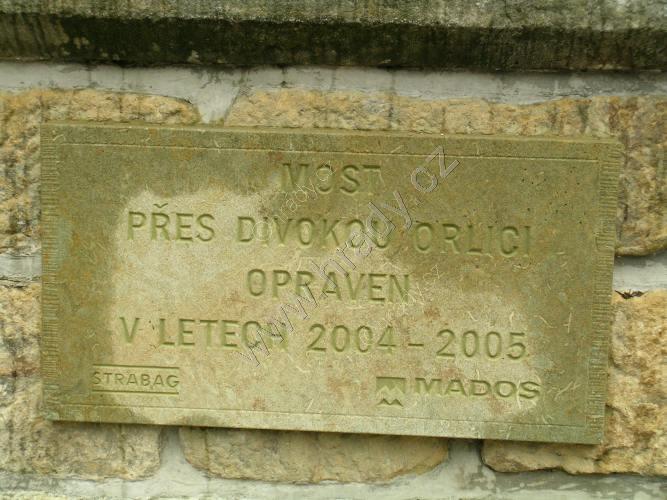 MOST
PŘES DIVOKOU ORLICI
OPRAVEN
V LETECH 2004 - 2005
STRABAG
MADOS
www.hrady.cz